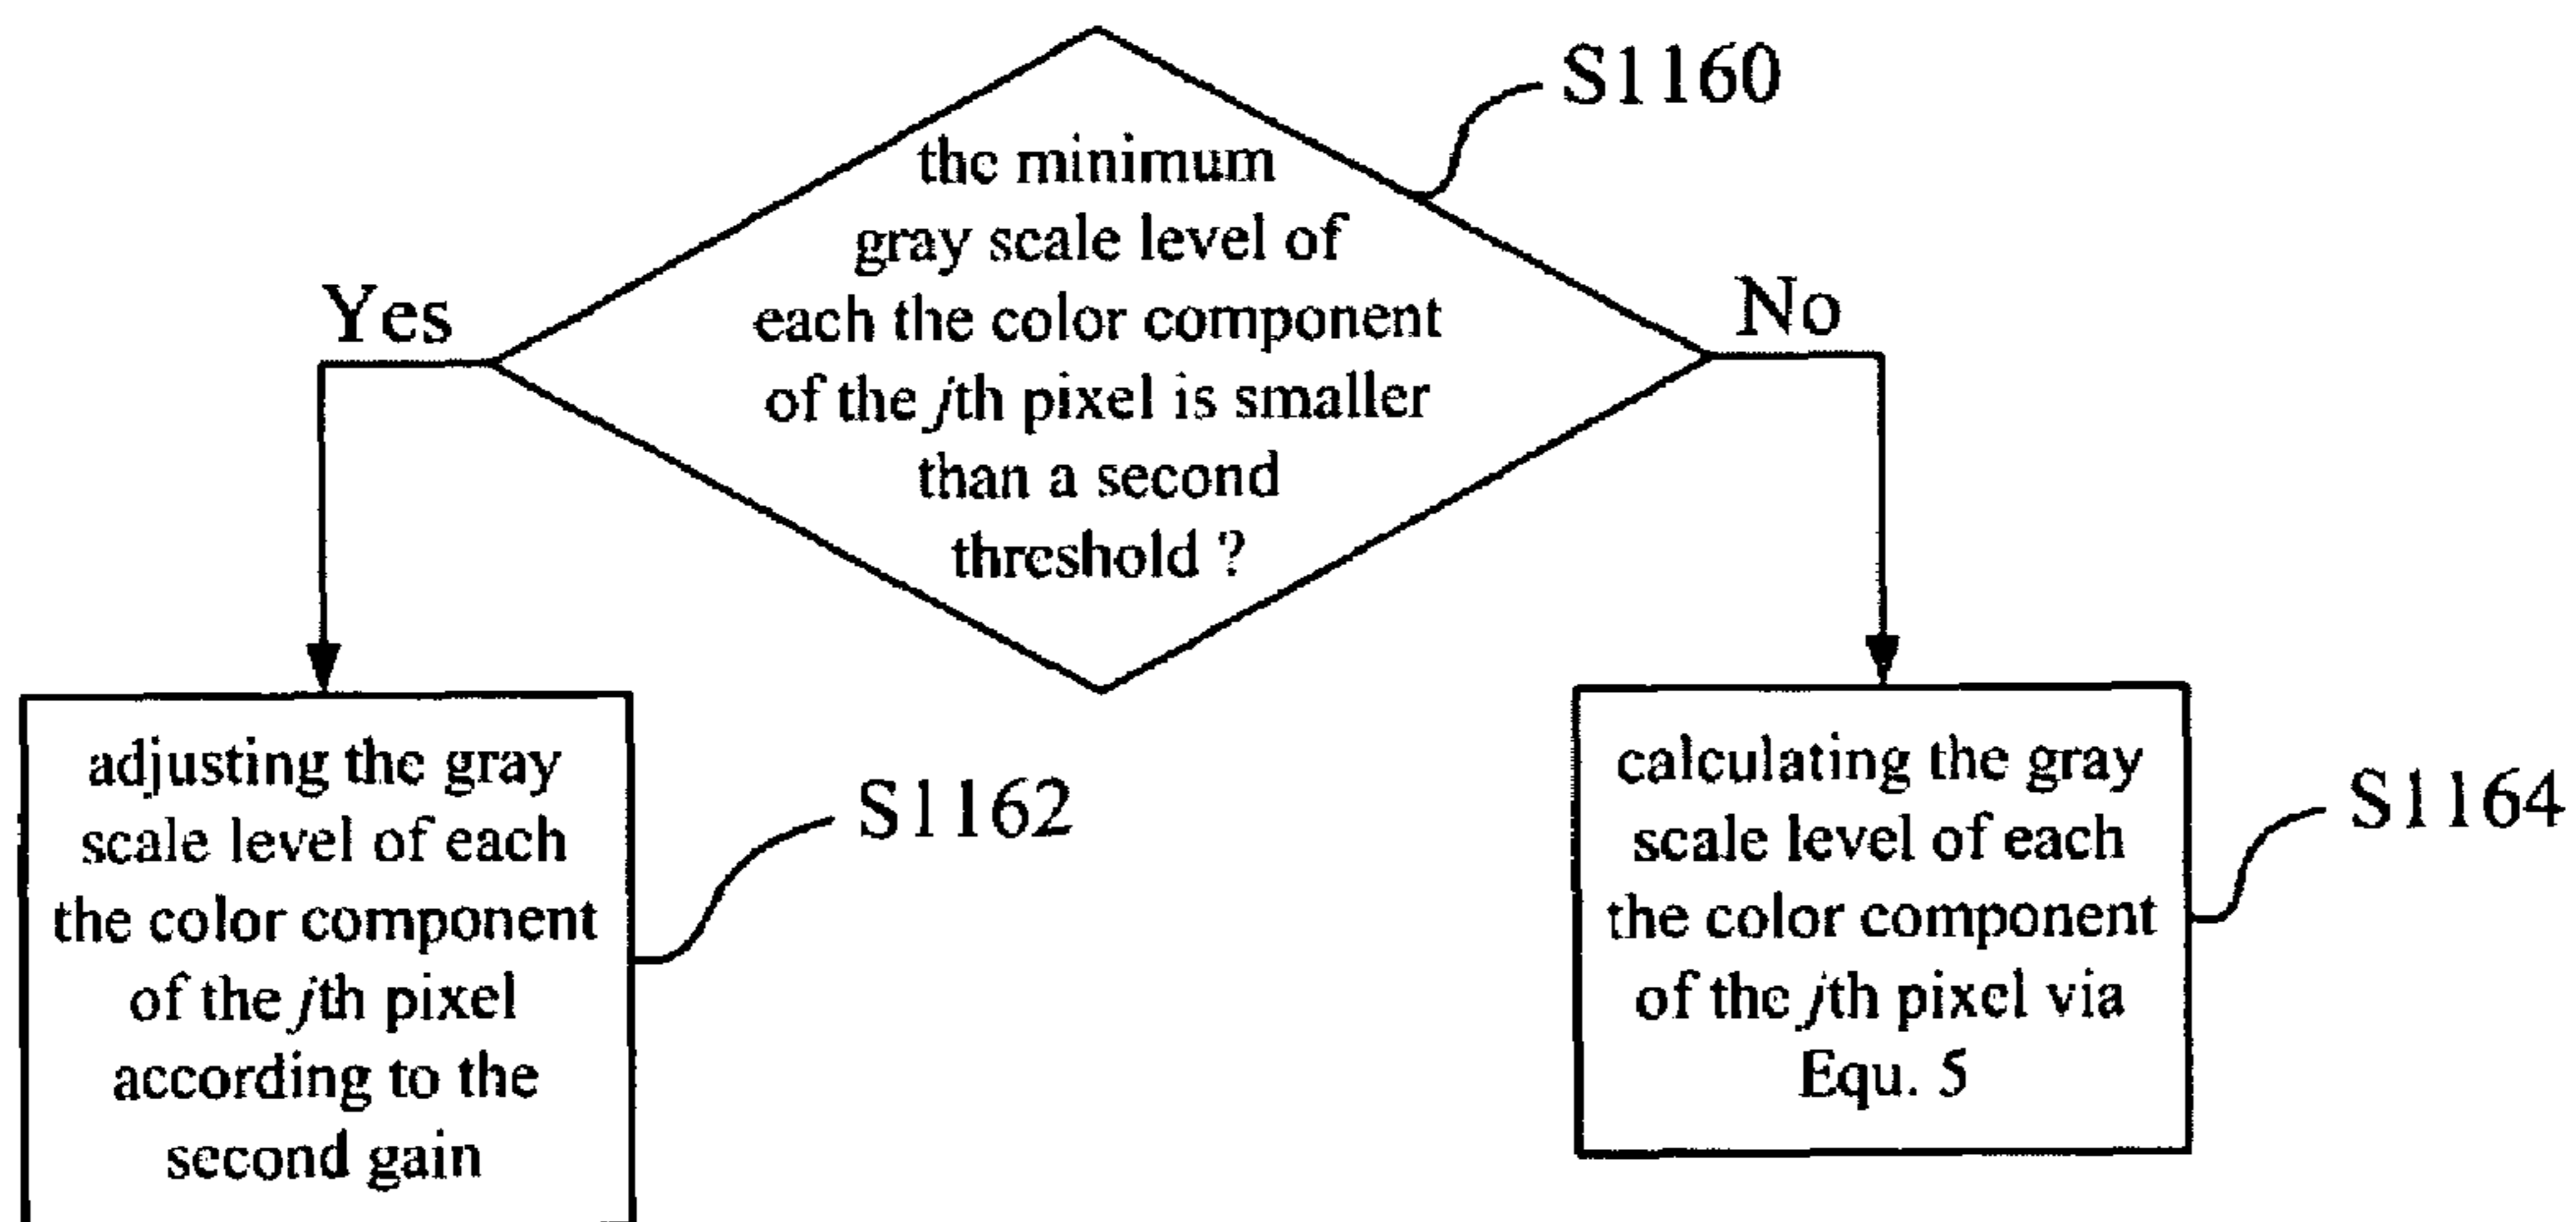 S1160
the minimum
gray scale level of
each the color component
of the jth pixel is smaller
than a second
threshold ?
Yes
No
adjusting the gray
scale level of each
the color component
of the jth pixel
according to the
second gain
S1162
calculating the gray
scale level of each
the color component
of the jth pixel via
Equ. 5
S1164